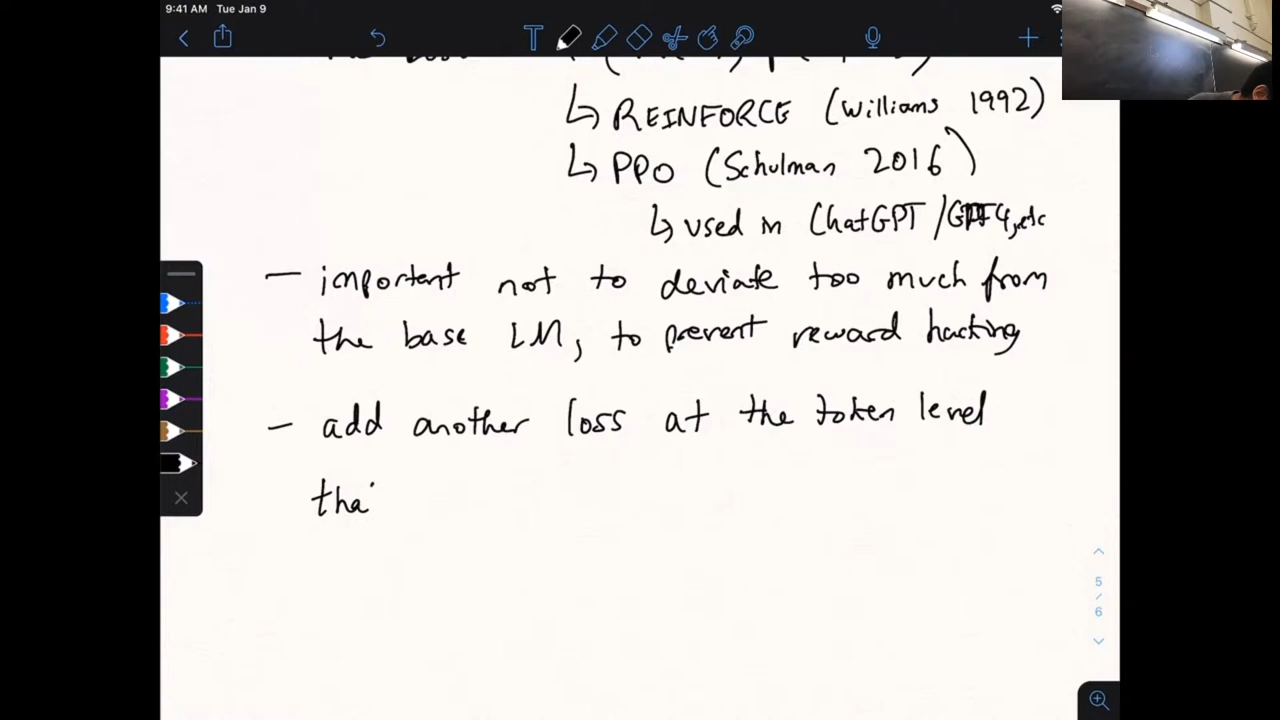 9:41 AM Tue Jan 9
↳ REINFORCE (Williams 1992)
↳ PPO (Schulman 2016)
↳ used in ChatGPT / GPT4, etc
– important not to deviate too much from
the base LM, to prevent reward hacking
– add another loss at the token level
tha
5
/
6